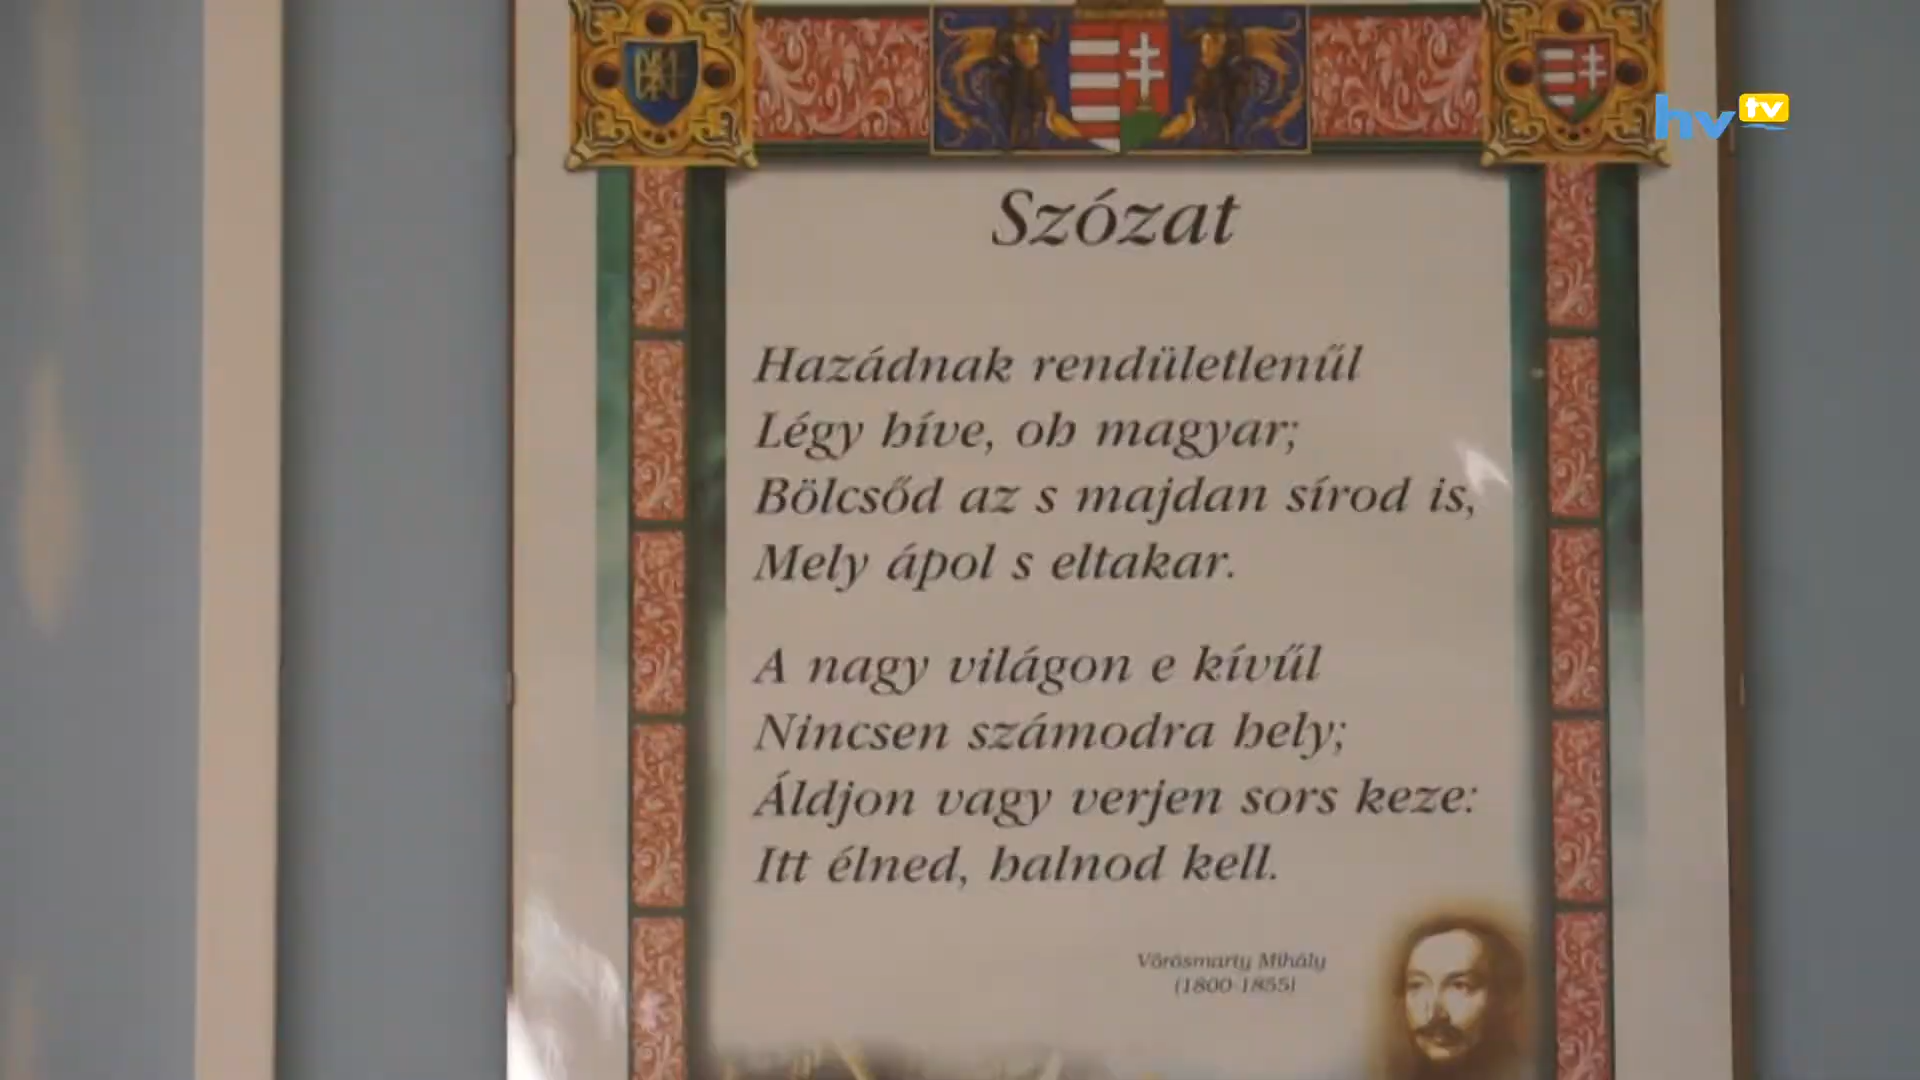 hv tv
Szózat
Hazádnak rendületlenűl
Légy híve, oh magyar;
Bölcsőd az s majdan sírod is,
Mely ápol s eltakar.
A nagy világon e kívűl
Nincsen számodra hely;
Áldjon vagy verjen sors keze:
Itt élned, halnod kell.
Vörösmarty Mihály
(1800-1855)